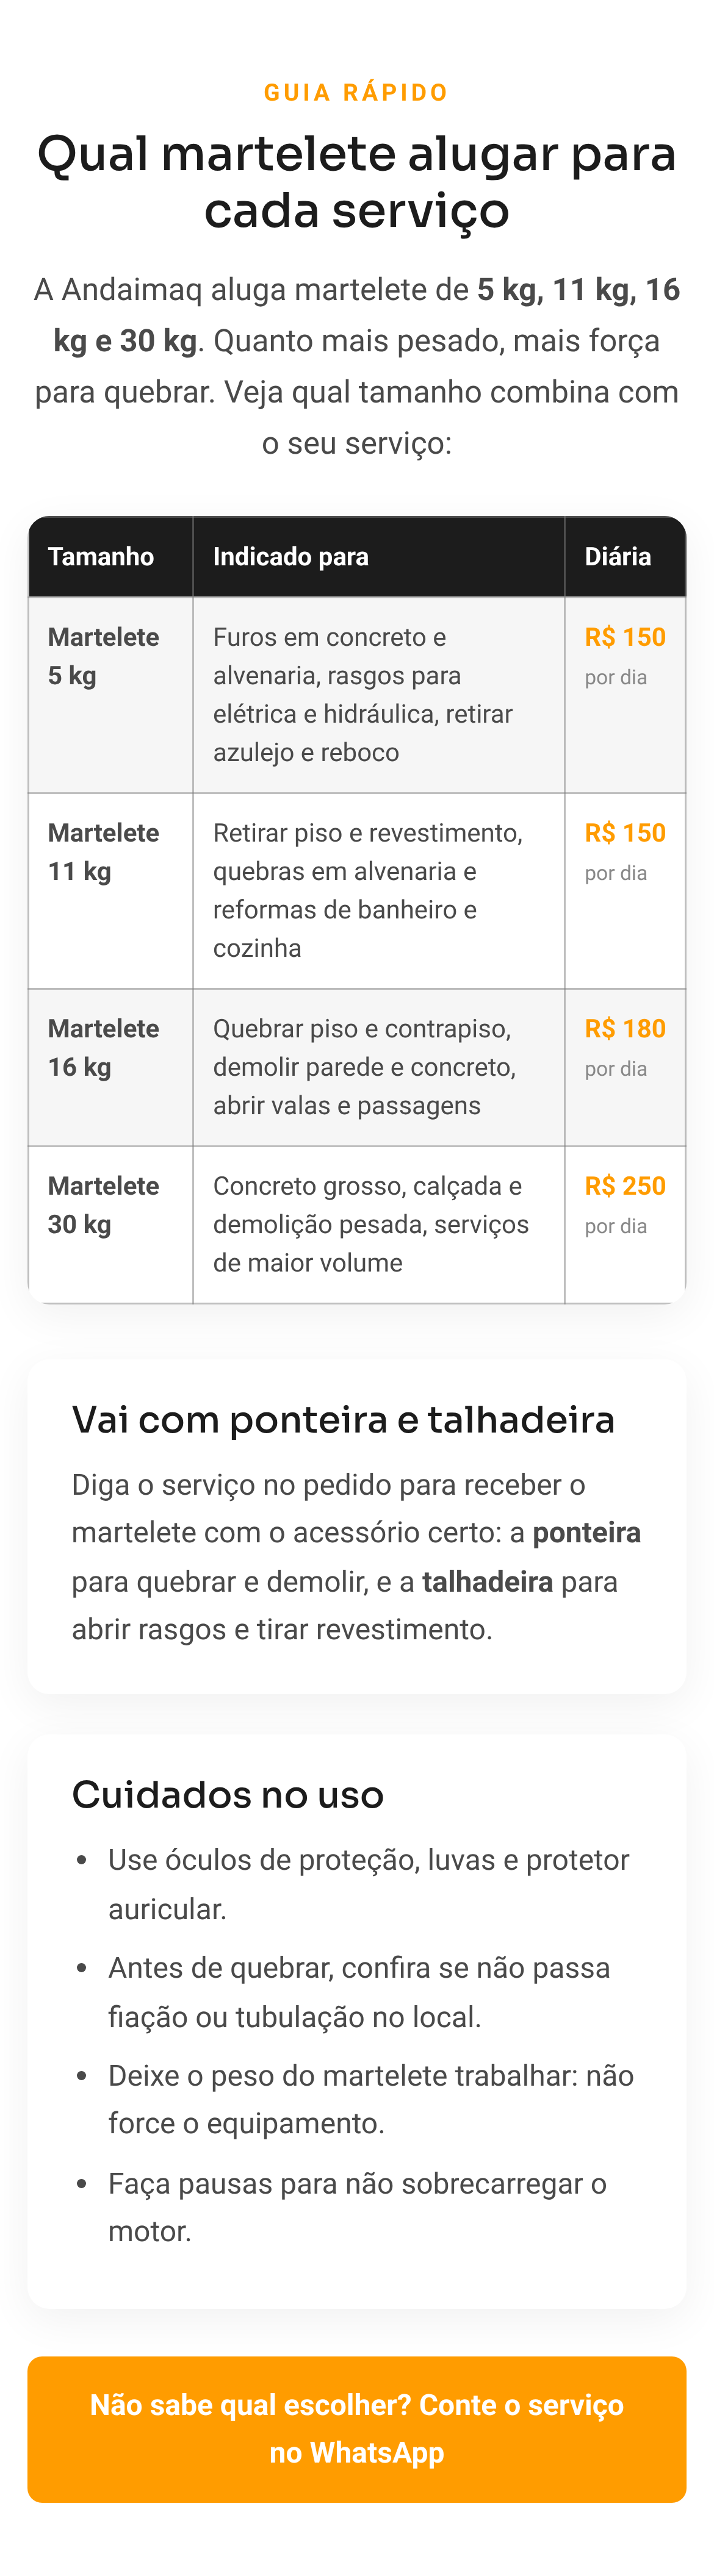 GUIA RÁPIDO
Qual martelete alugar para
cada serviço
A Andaimaq aluga martelete de 5 kg, 11 kg, 16
kg e 30 kg. Quanto mais pesado, mais força
para quebrar. Veja qual tamanho combina com
o seu serviço:
Tamanho Indicado para Diária
Martelete Furos em concreto e R$ 150
5 kg alvenaria, rasgos para por dia
elétrica e hidráulica, retirar
azulejo e reboco
Martelete Retirar piso e revestimento, R$ 150
11 kg quebras em alvenaria e por dia
reformas de banheiro e
cozinha
Martelete Quebrar piso e contrapiso, R$ 180
16 kg demolir parede e concreto, por dia
abrir valas e passagens
Martelete Concreto grosso, calçada e R$ 250
30 kg demolição pesada, serviços por dia
de maior volume
Vai com ponteira e talhadeira
Diga o serviço no pedido para receber o
martelete com o acessório certo: a ponteira
para quebrar e demolir, e a talhadeira para
abrir rasgos e tirar revestimento.
Cuidados no uso
• Use óculos de proteção, luvas e protetor
auricular.
• Antes de quebrar, confira se não passa
fiação ou tubulação no local.
• Deixe o peso do martelete trabalhar: não
force o equipamento.
• Faça pausas para não sobrecarregar o
motor.
Não sabe qual escolher? Conte o serviço
no WhatsApp